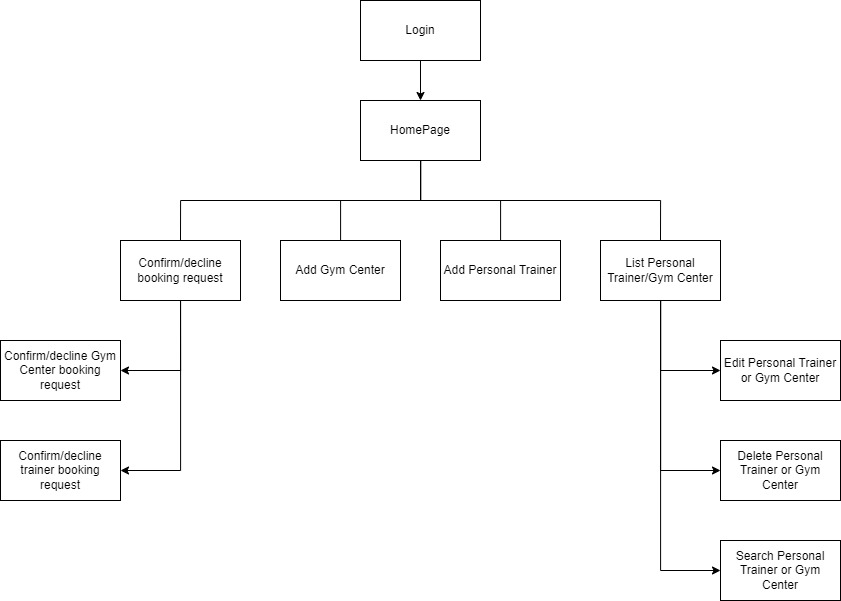 Login
HomePage
Confirm/decline
booking request
Add Gym Center
Add Personal Trainer
List Personal
Trainer/Gym Center
Confirm/decline Gym
Center booking
request
Edit Personal Trainer
or Gym Center
Confirm/decline
trainer booking
request
Delete Personal
Trainer or Gym
Center
Search Personal
Trainer or Gym
Center